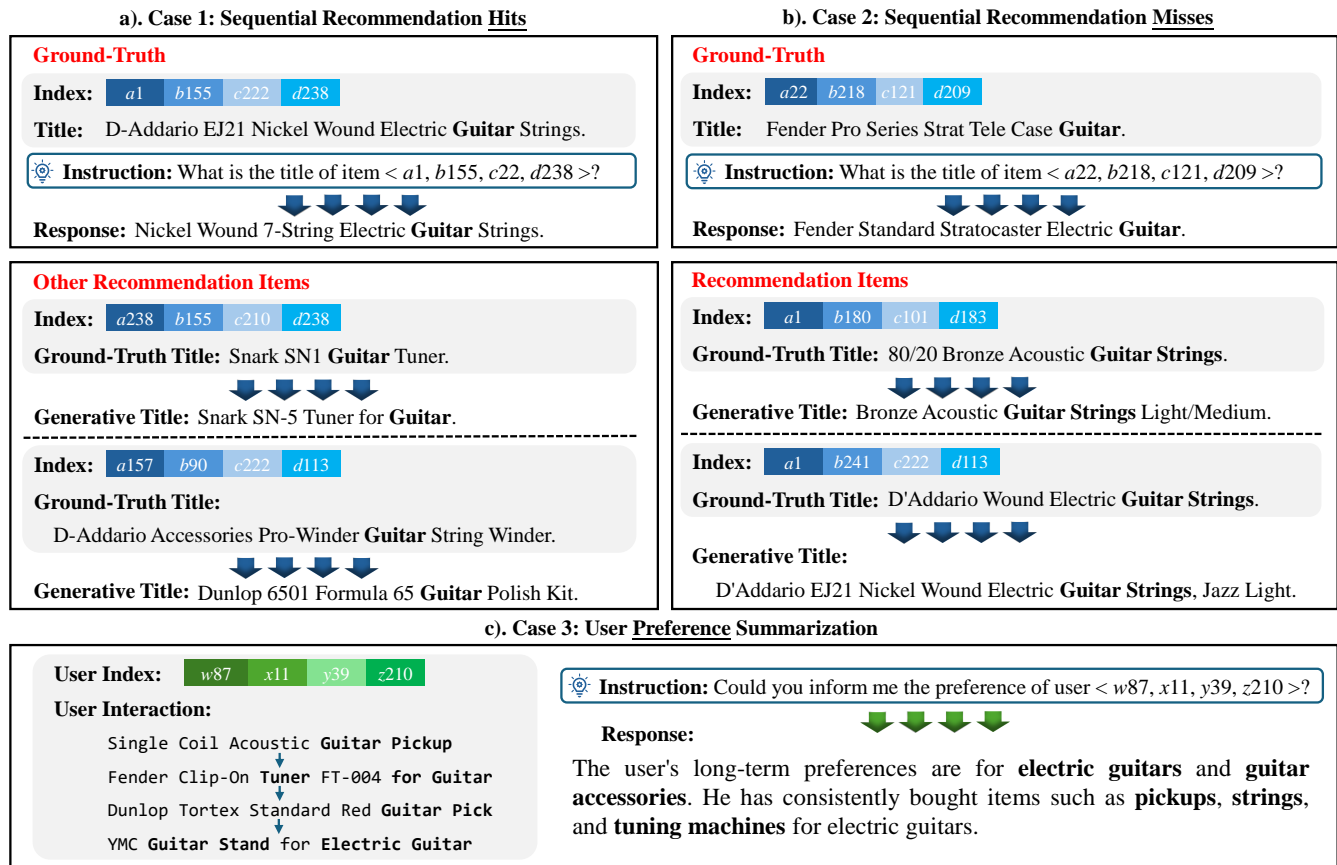 a). Case 1: Sequential Recommendation Hits
Ground-Truth
Index: a1 b155 c222 d238
Title: D-Addario EJ21 Nickel Wound Electric Guitar Strings.
Instruction: What is the title of item < a1, b155, c22, d238 >?
Response: Nickel Wound 7-String Electric Guitar Strings.
Other Recommendation Items
Index: a238 b155 c210 d238
Ground-Truth Title: Snark SN1 Guitar Tuner.
Generative Title: Snark SN-5 Tuner for Guitar.
Index: a157 b90 c222 d113
Ground-Truth Title:
D-Addario Accessories Pro-Winder Guitar String Winder.
Generative Title: Dunlop 6501 Formula 65 Guitar Polish Kit.
b). Case 2: Sequential Recommendation Misses
Ground-Truth
Index: a22 b218 c121 d209
Title: Fender Pro Series Strat Tele Case Guitar.
Instruction: What is the title of item < a22, b218, c121, d209 >?
Response: Fender Standard Stratocaster Electric Guitar.
Recommendation Items
Index: a1 b180 c101 d183
Ground-Truth Title: 80/20 Bronze Acoustic Guitar Strings.
Generative Title: Bronze Acoustic Guitar Strings Light/Medium.
Index: a1 b241 c222 d113
Ground-Truth Title: D'Addario Wound Electric Guitar Strings.
Generative Title:
D'Addario EJ21 Nickel Wound Electric Guitar Strings, Jazz Light.
c). Case 3: User Preference Summarization
User Index: w87 x11 y39 z210
User Interaction:
Single Coil Acoustic Guitar Pickup
Fender Clip-On Tuner FT-004 for Guitar
Dunlop Tortex Standard Red Guitar Pick
YMC Guitar Stand for Electric Guitar
Instruction: Could you inform me the preference of user < w87, x11, y39, z210 >?
Response:
The user's long-term preferences are for electric guitars and guitar
accessories. He has consistently bought items such as pickups, strings,
and tuning machines for electric guitars.